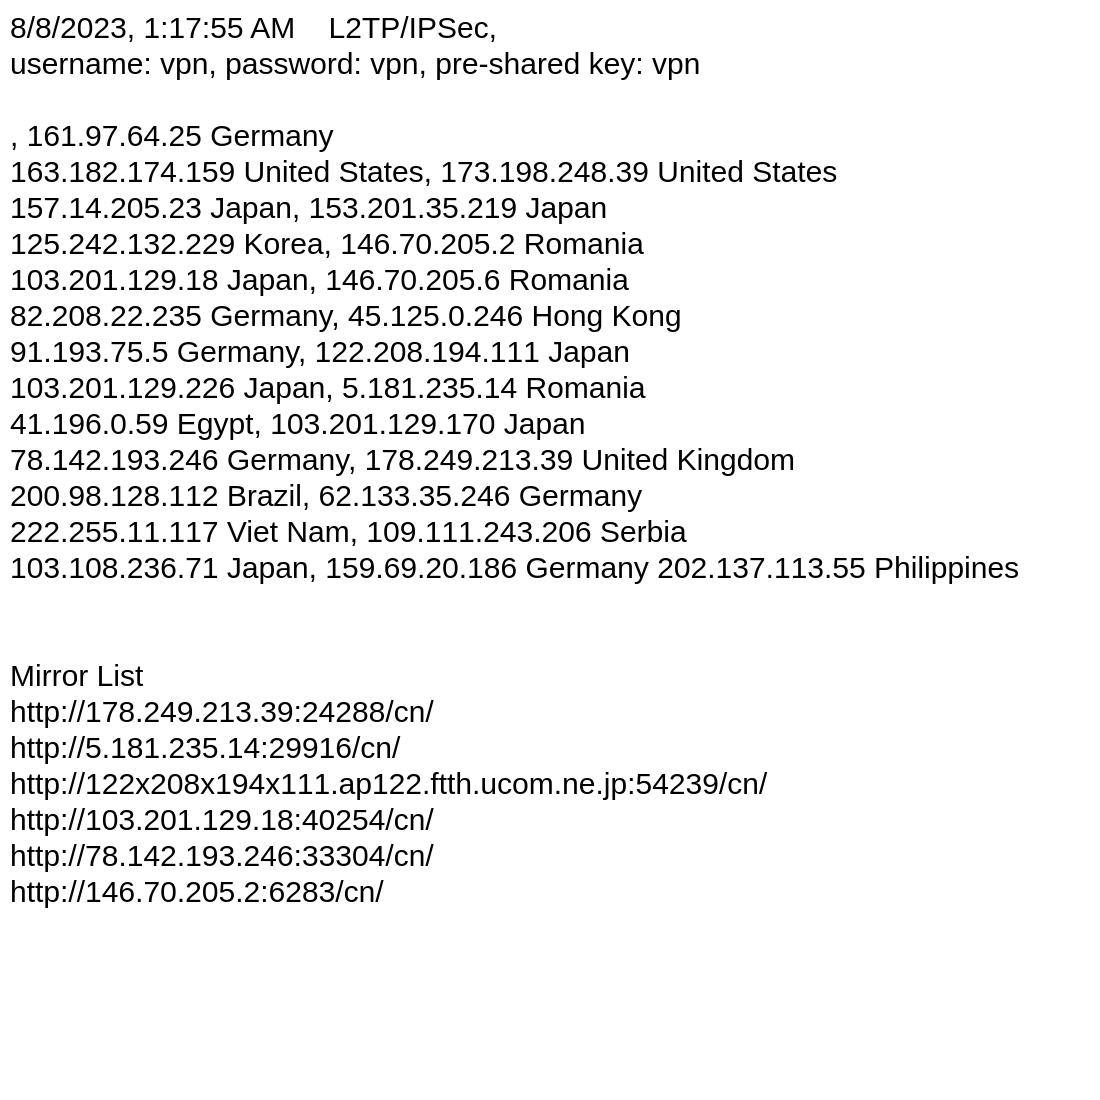 8/8/2023, 1:17:55 AM    L2TP/IPSec,
username: vpn, password: vpn, pre-shared key: vpn
, 161.97.64.25 Germany
163.182.174.159 United States, 173.198.248.39 United States
157.14.205.23 Japan, 153.201.35.219 Japan
125.242.132.229 Korea, 146.70.205.2 Romania
103.201.129.18 Japan, 146.70.205.6 Romania
82.208.22.235 Germany, 45.125.0.246 Hong Kong
91.193.75.5 Germany, 122.208.194.111 Japan
103.201.129.226 Japan, 5.181.235.14 Romania
41.196.0.59 Egypt, 103.201.129.170 Japan
78.142.193.246 Germany, 178.249.213.39 United Kingdom
200.98.128.112 Brazil, 62.133.35.246 Germany
222.255.11.117 Viet Nam, 109.111.243.206 Serbia
103.108.236.71 Japan, 159.69.20.186 Germany 202.137.113.55 Philippines
Mirror List
http://178.249.213.39:24288/cn/
http://5.181.235.14:29916/cn/
http://122x208x194x111.ap122.ftth.ucom.ne.jp:54239/cn/
http://103.201.129.18:40254/cn/
http://78.142.193.246:33304/cn/
http://146.70.205.2:6283/cn/